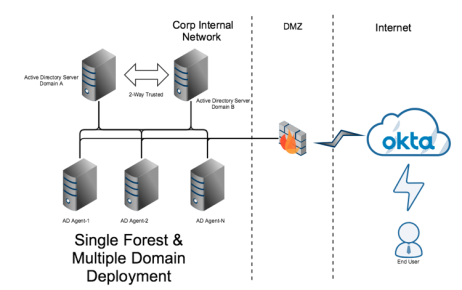 Corp Internal
Network
DMZ
Internet
Active Directory Server
Domain A
2-Way Trusted
Active Directory Server
Domain B
okta
AD Agent-1
AD Agent-2
AD Agent-N
Single Forest &
Multiple Domain
Deployment
End User